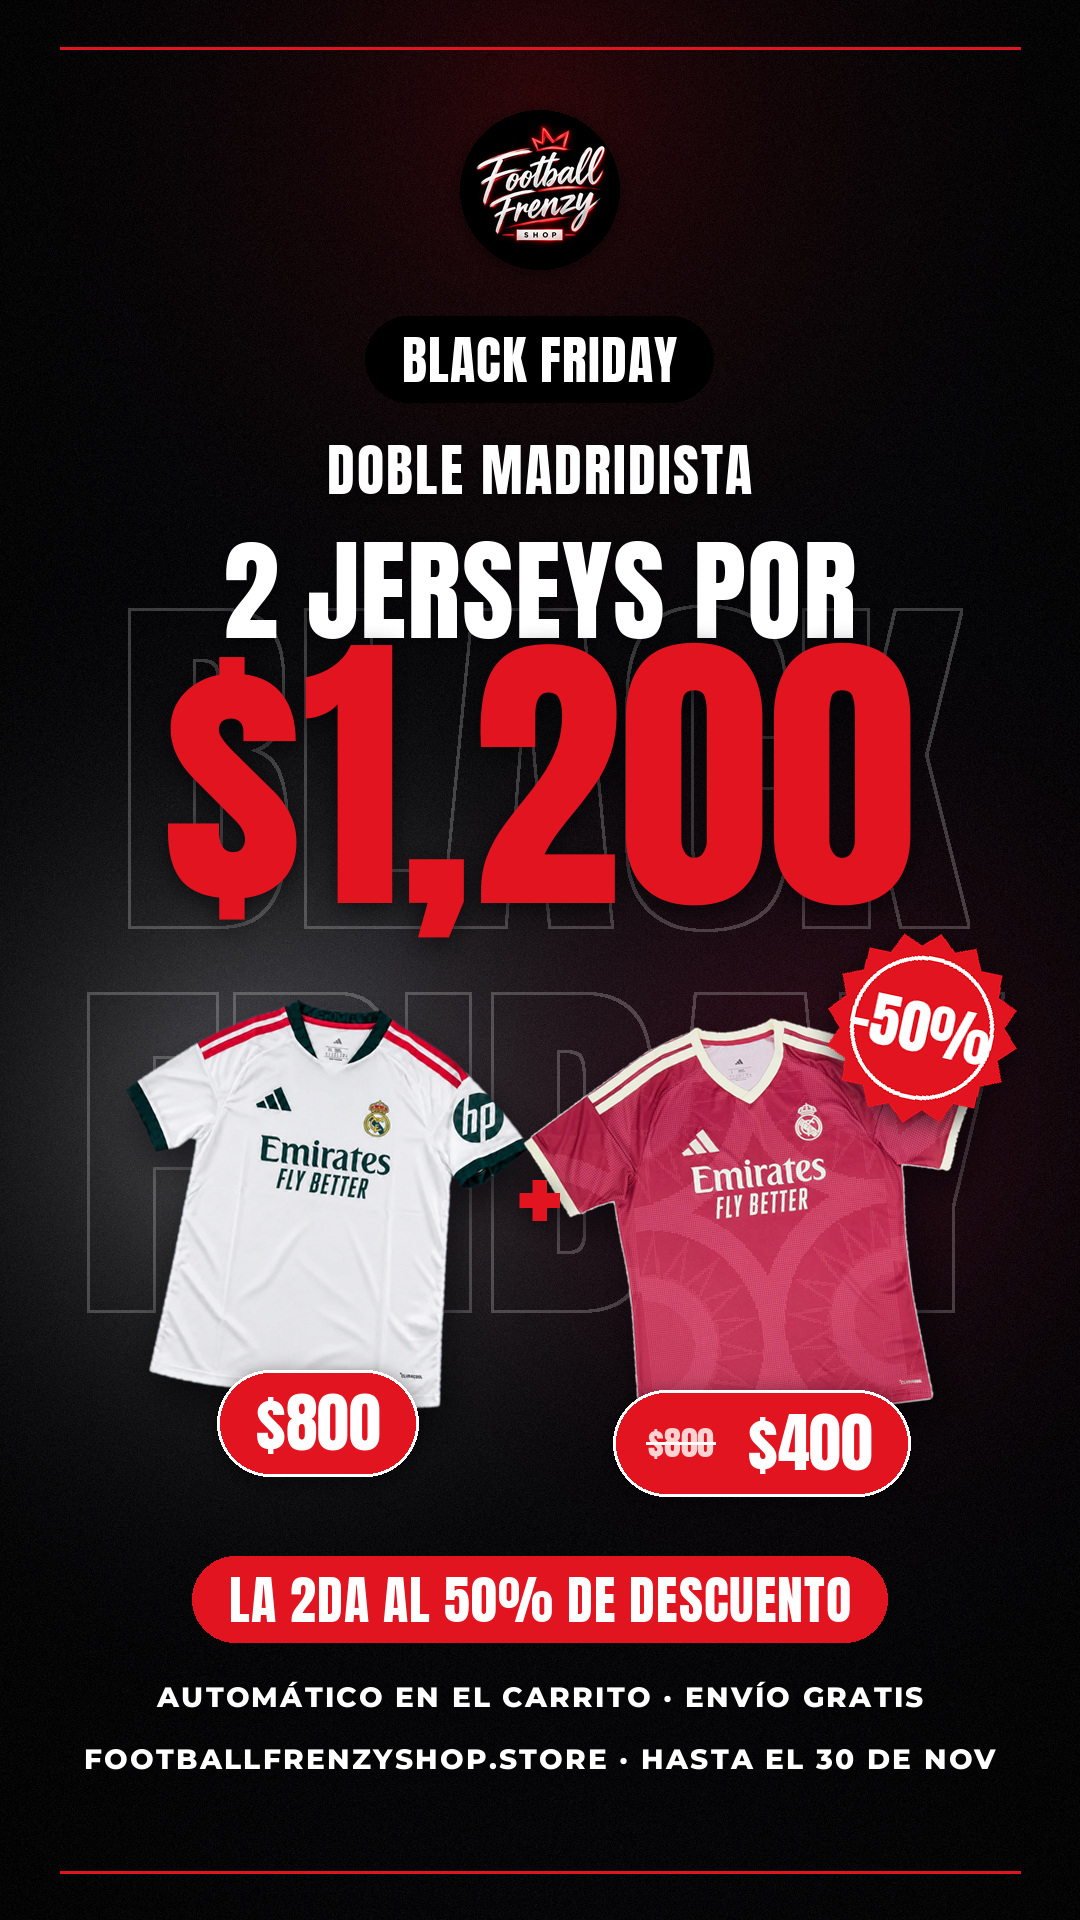 Football
Frenzy
SHOP
BLACK FRIDAY
DOBLE MADRIDISTA
2 JERSEYS POR
BLACK
$1,200
FRIDAY
-50%
hp
Emirates
FLY BETTER
Emirates
FLY BETTER
+
$800
$800 $400
LA 2DA AL 50% DE DESCUENTO
AUTOMÁTICO EN EL CARRITO · ENVÍO GRATIS
FOOTBALLFRENZYSHOP.STORE · HASTA EL 30 DE NOV